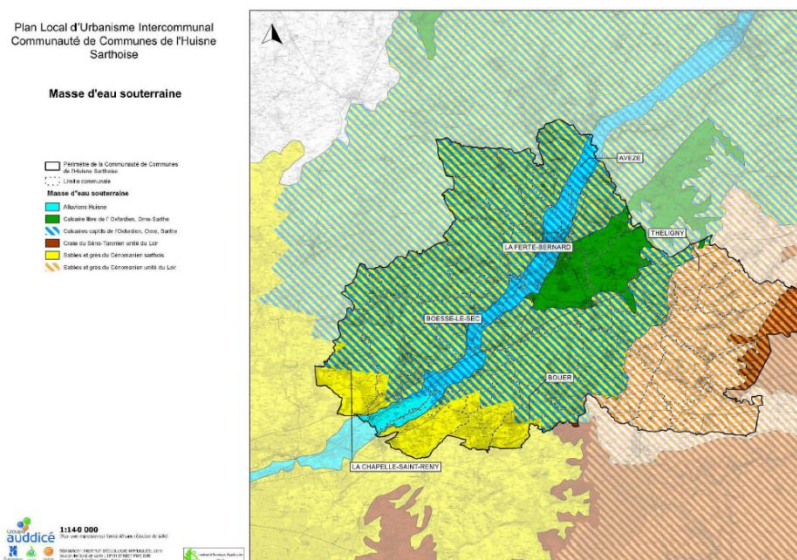 Plan Local d'Urbanisme Intercommunal
Communauté de Communes de l'Huisne
Sarthoise
Masse d'eau souterraine
Périmètre de la Communauté de Communes
de l'Huisne Sarthoise
Limite communale
Masse d'eau souterraine
Alluvions Huisne
Calcaire libre de l'Oxfordien, Orne-Sarthe
Calcaires captifs de l'Oxfordien, Orne, Sarthe
Craie du Séno-Turonien unité du Loir
Sables et grès du Cénomanien sarthois
Sables et grès du Cénomanien unité du Loir
AVEZE
THELIGNY
LA FERTE-BERNARD
BOESSE-LE-SEC
BOUER
LA CHAPELLE-SAINT-REMY
auddicé
1:140 000